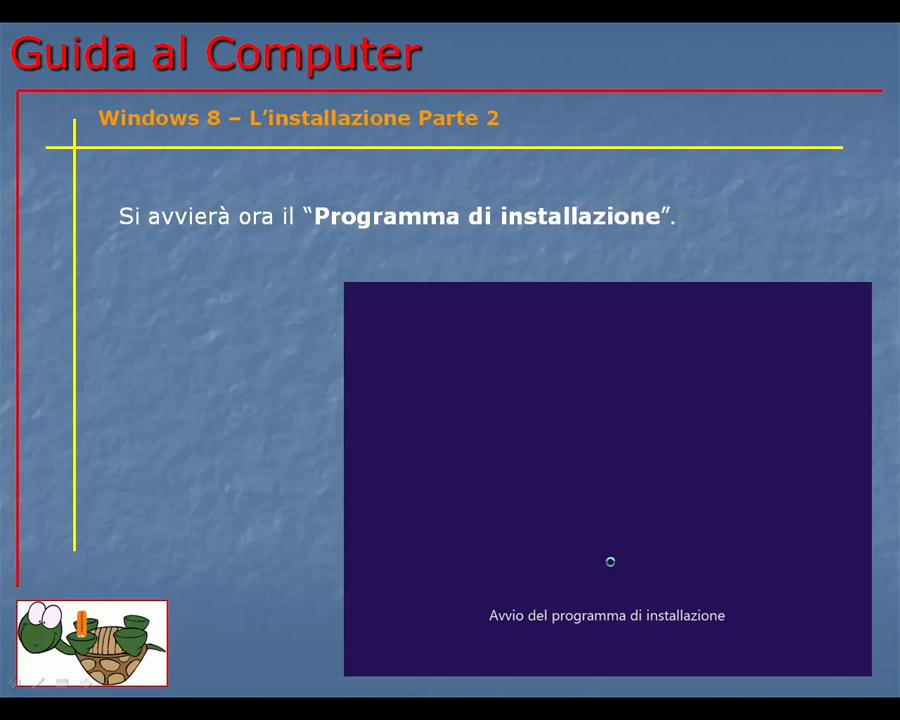 Guida al Computer
Windows 8 – L’installazione Parte 2
Si avvierà ora il “Programma di installazione”.
Avvio del programma di installazione